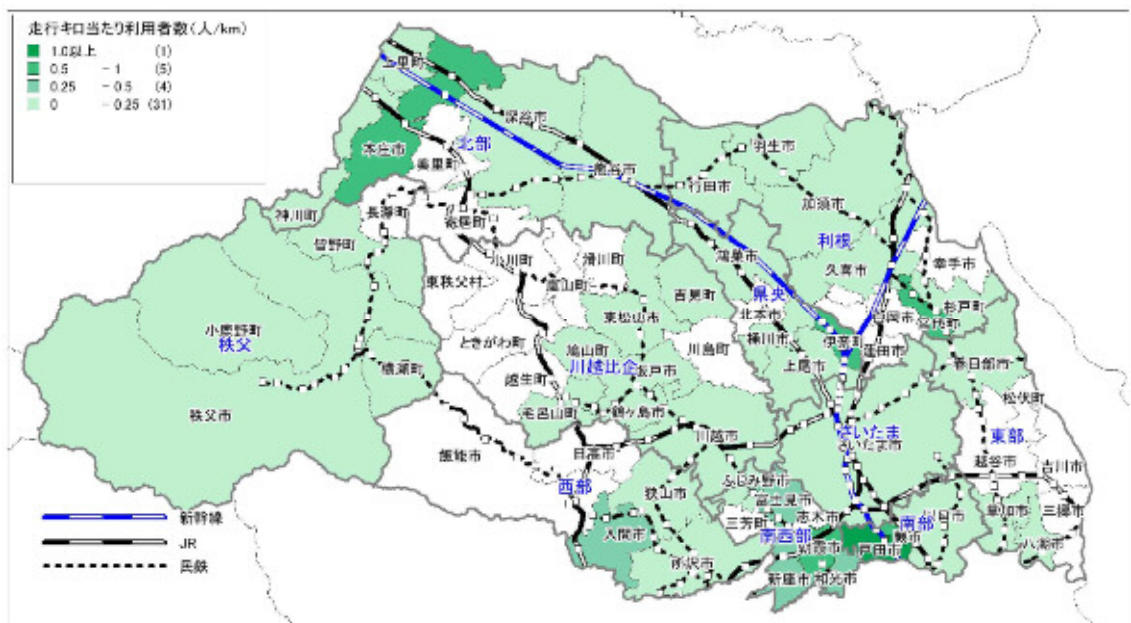 走行キロ当たり利用者数(人/km)
1.0以上 (1)
0.5 - 1 (5)
0.25 - 0.5 (4)
0 - 0.25 (31)
上里町
深谷市
本庄市
北部
美里町
熊谷市
羽生市
行田市
加須市
神川町
長瀞町
寄居町
皆野町
利根
小川町
滑川町
鴻巣市
久喜市
幸手市
東秩父村
嵐山町
吉見町
県央
杉戸町
小鹿野町
秩父
東松山市
北本市
白岡市
宮代町
ときがわ町
鳩山町
川島町
桶川市
伊奈町
蓮田市
横瀬町
川越比企
坂戸市
上尾市
春日部市
越生町
秩父市
毛呂山町
鶴ヶ島市
松伏町
飯能市
日高市
川越市
さいたま
さいたま市
東部
越谷市
吉川市
西部
狭山市
ふじみ野市
富士見市
三芳町
志木市
南部
川口市
草加市
三郷市
入間市
南西部
朝霞市
戸田市
蕨市
八潮市
所沢市
新座市
和光市
新幹線
JR
民鉄